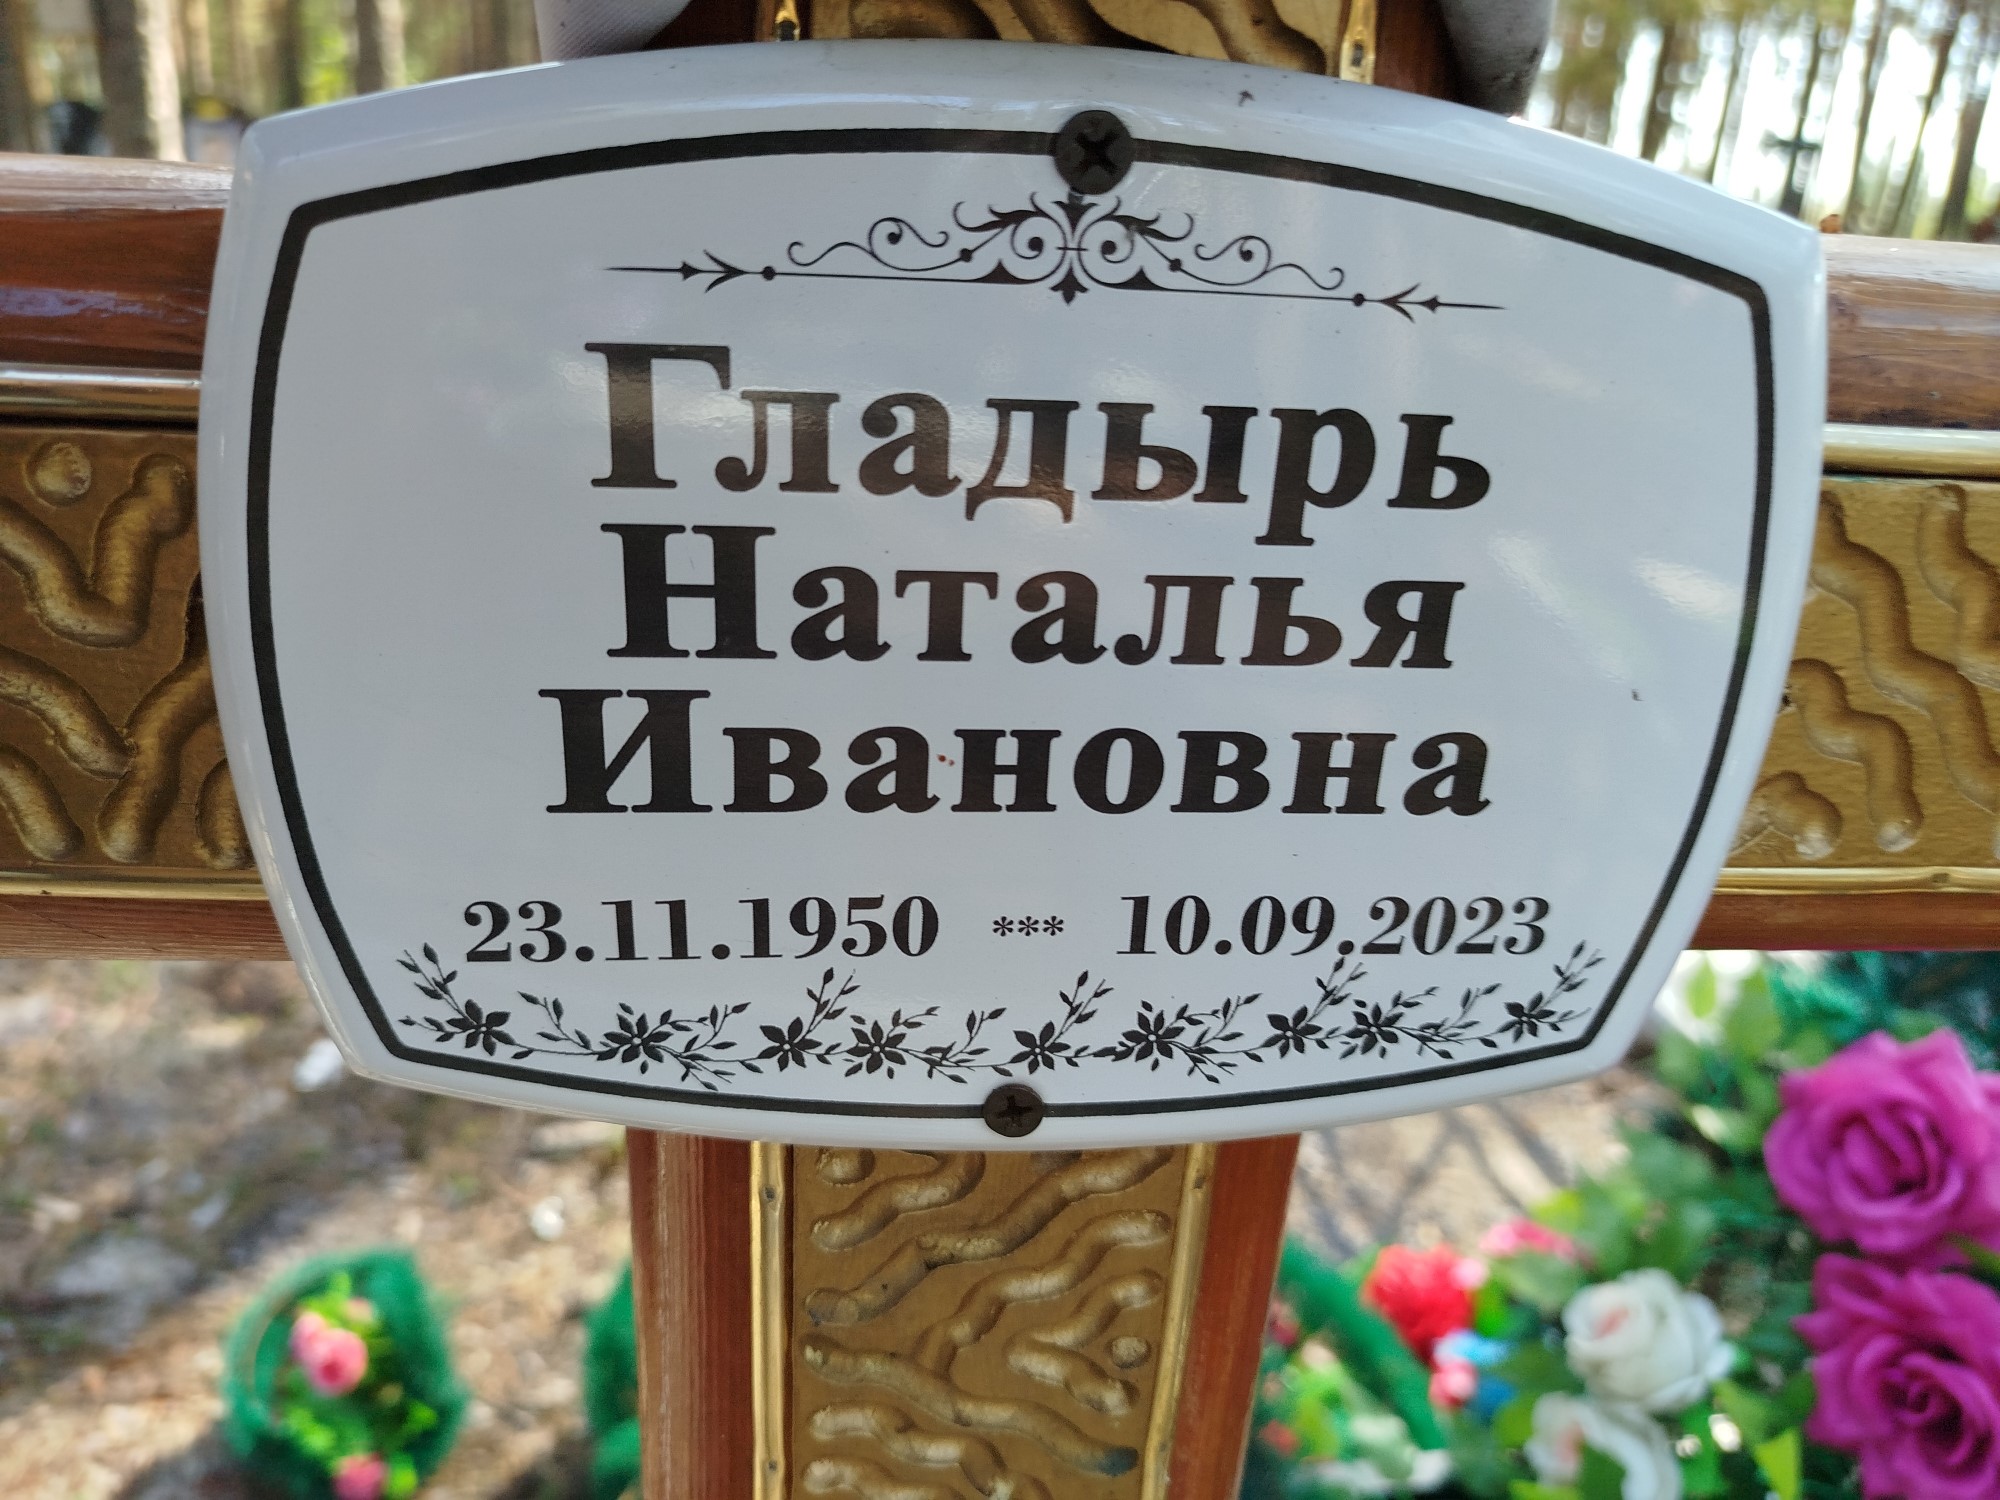 Гладырь
Наталья
Ивановна
23.11.1950 *** 10.09.2023